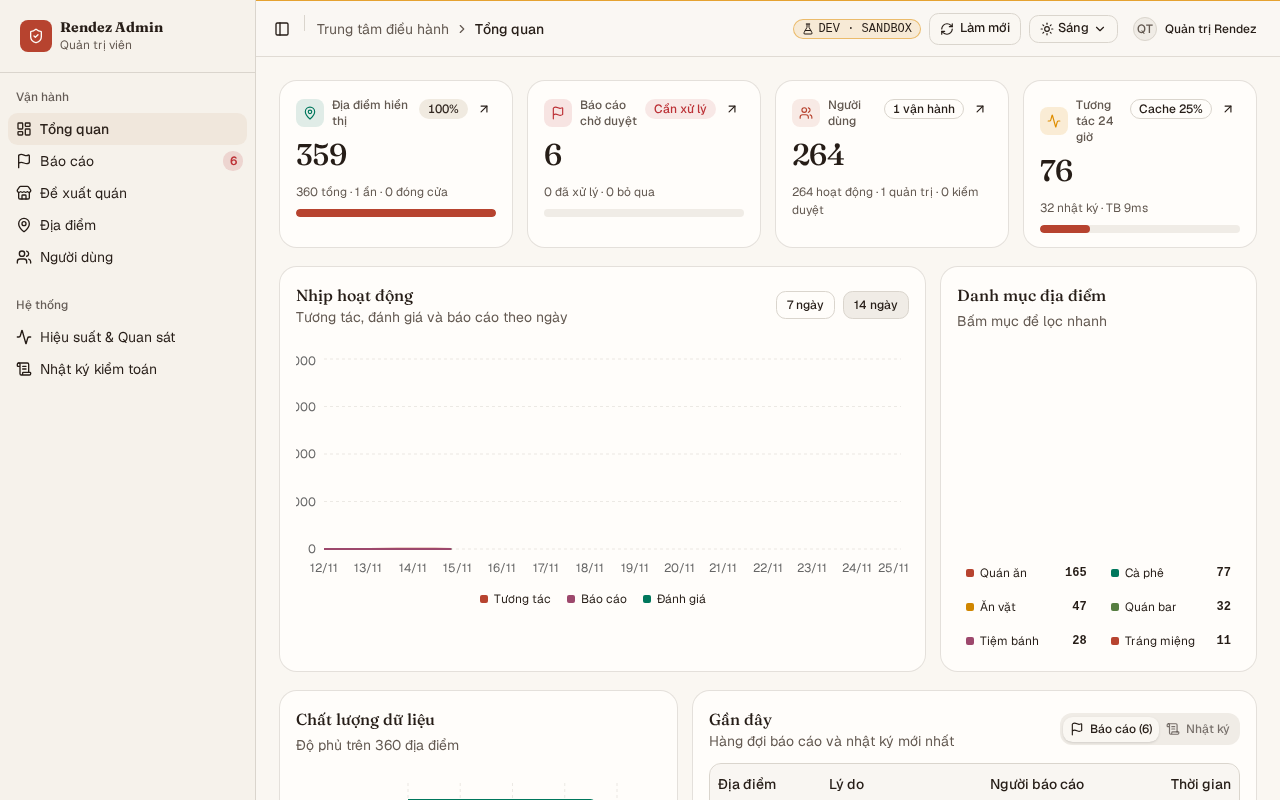 Rendez Admin
Quản trị viên
Vận hành
Tổng quan
Báo cáo
6
Đề xuất quán
Địa điểm
Người dùng
Hệ thống
Hiệu suất & Quan sát
Nhật ký kiểm toán
Trung tâm điều hành
Tổng quan
DEV · SANDBOX
Làm mới
Sáng
QT
Quản trị Rendez
Địa điểm hiển
thị
100%
359
360 tổng · 1 ẩn · 0 đóng cửa
Báo cáo
chờ duyệt
Cần xử lý
6
0 đã xử lý · 0 bỏ qua
Người
dùng
1 vận hành
264
264 hoạt động · 1 quản trị · 0 kiểm
duyệt
Tương
tác 24
giờ
Cache 25%
76
32 nhật ký · TB 9ms
Nhịp hoạt động
Tương tác, đánh giá và báo cáo theo ngày
7 ngày
14 ngày
000
000
000
000
0
12/11 13/11 14/11 15/11 16/11 17/11 18/11 19/11 20/11 21/11 22/11 23/11 24/11 25/11
Tương tác
Báo cáo
Đánh giá
Danh mục địa điểm
Bấm mục để lọc nhanh
Quán ăn 165
Cà phê 77
Ăn vặt 47
Quán bar 32
Tiệm bánh 28
Tráng miệng 11
Chất lượng dữ liệu
Độ phủ trên 360 địa điểm
Gần đây
Hàng đợi báo cáo và nhật ký mới nhất
Báo cáo (6)
Nhật ký
Địa điểm Lý do Người báo cáo Thời gian